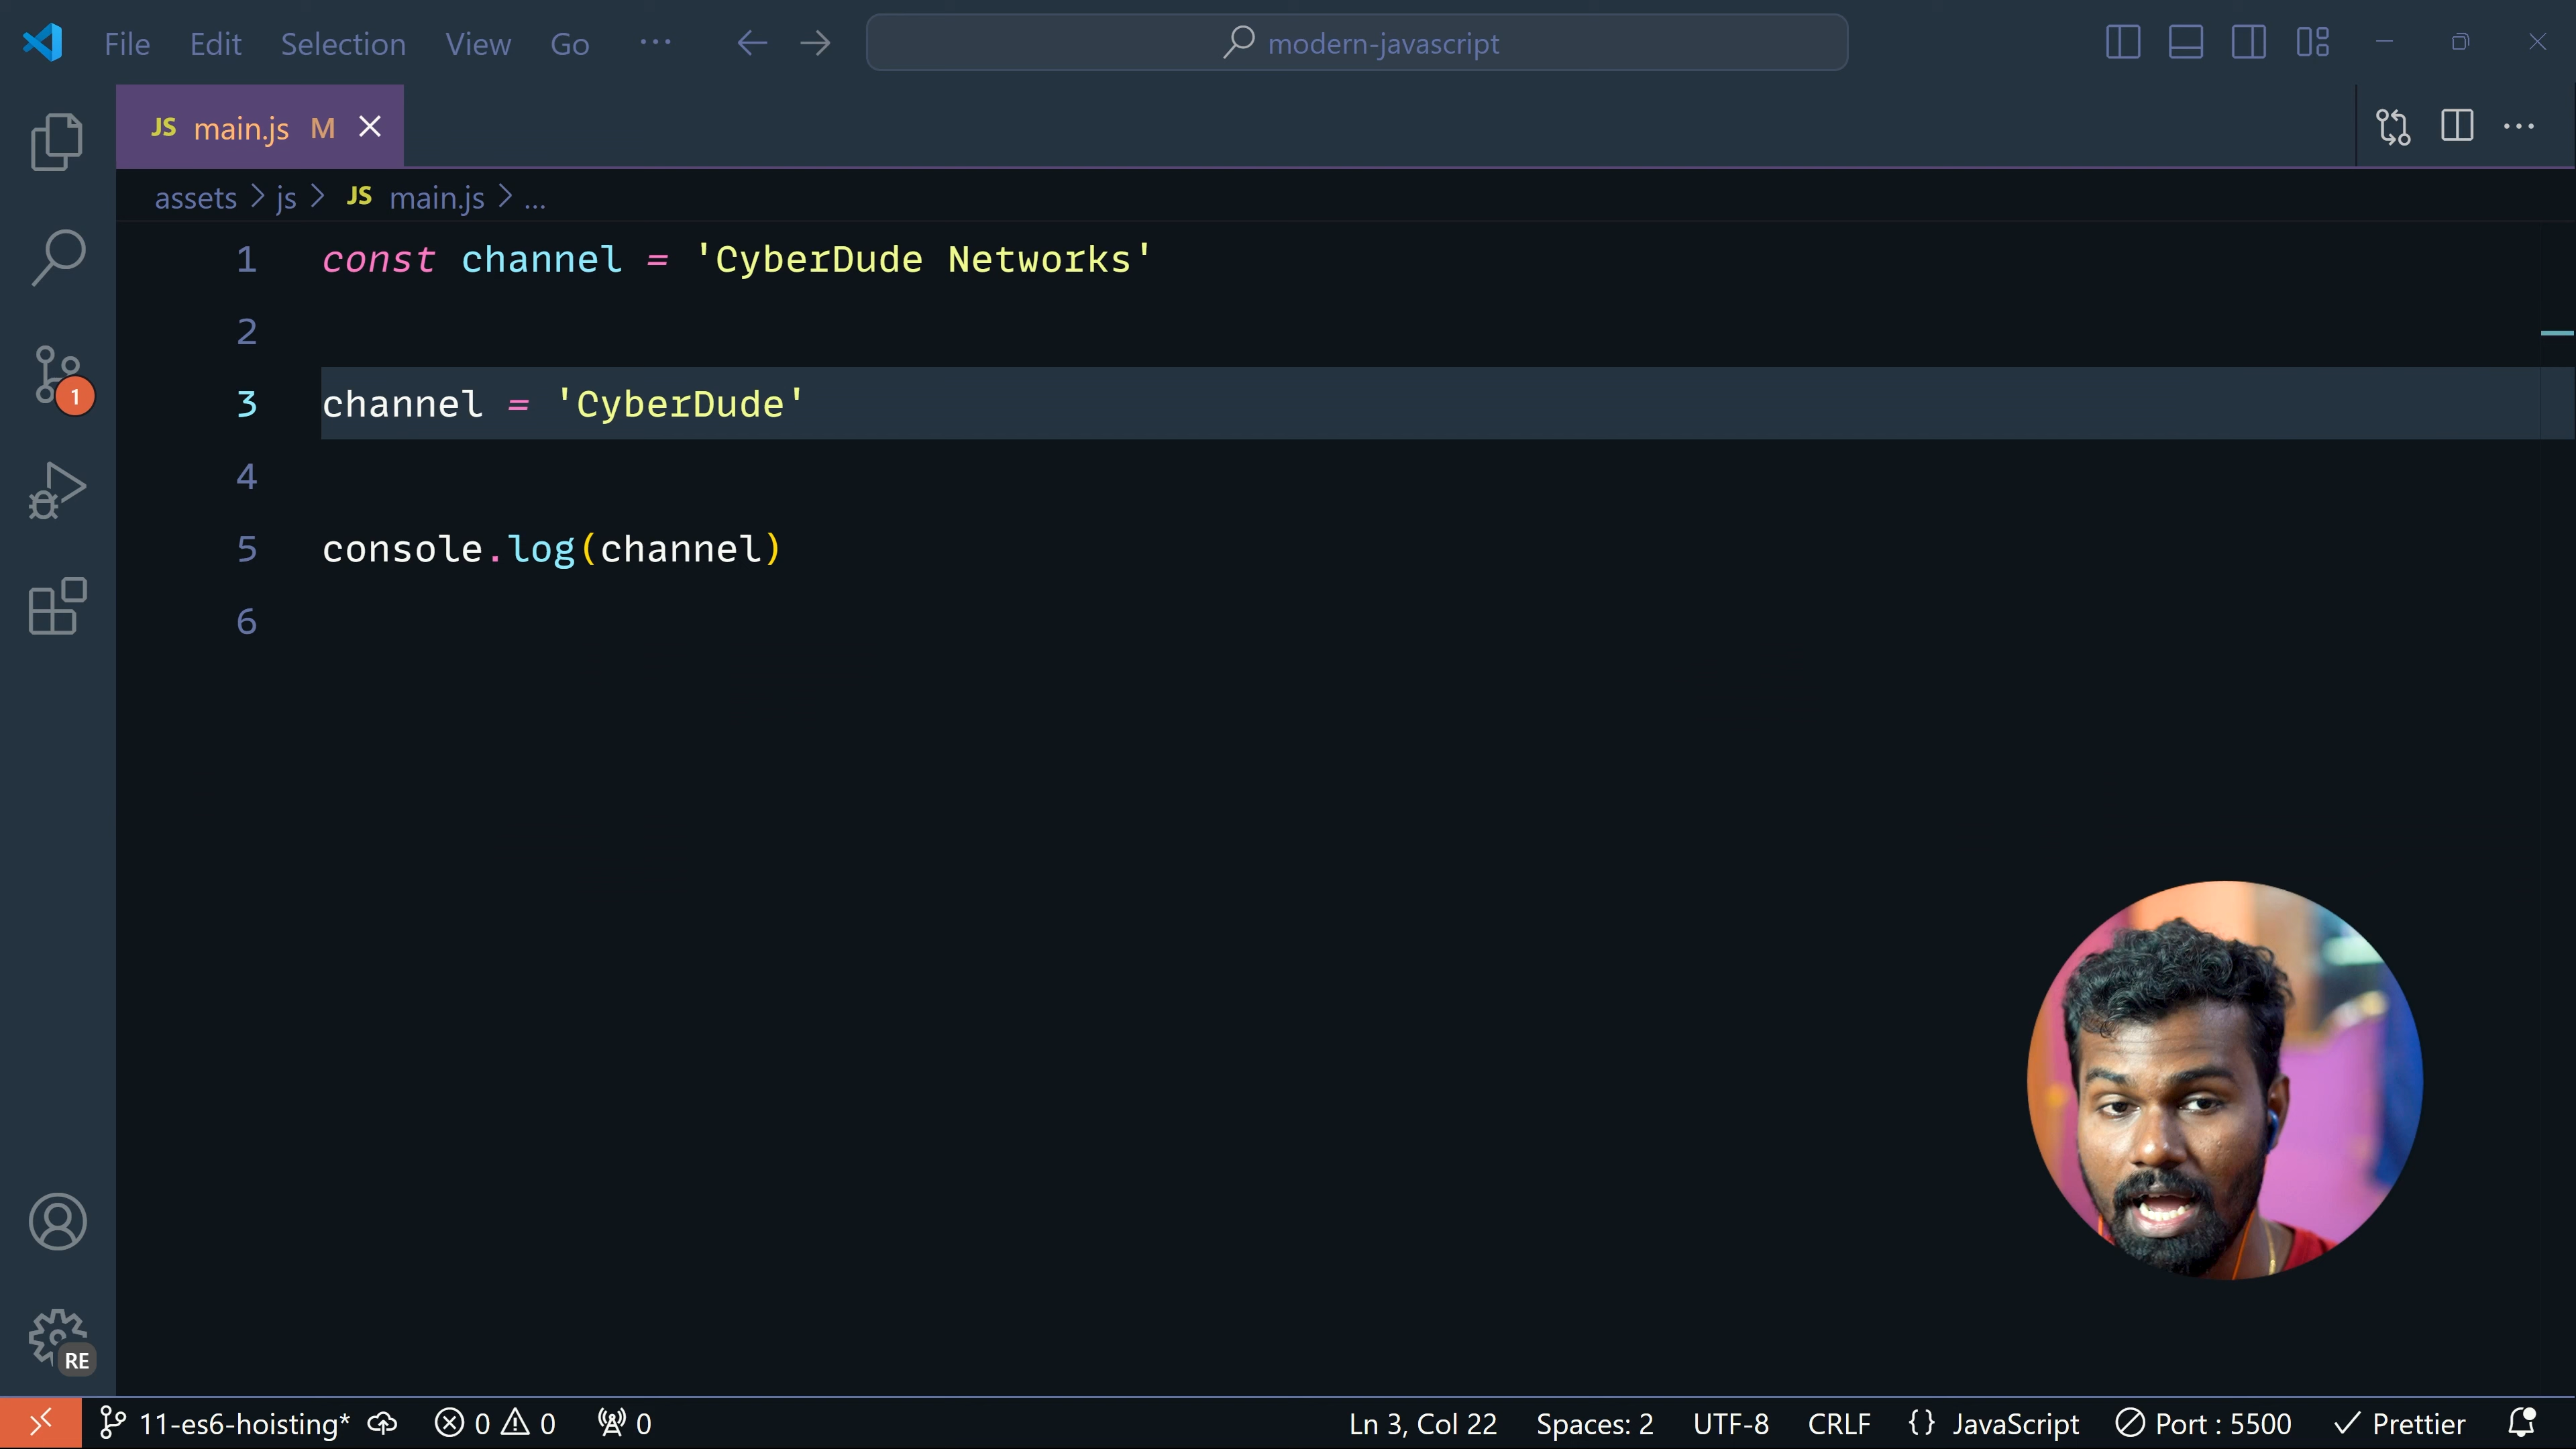 File Edit Selection View Go ... modern-javascript
JS main.js M
assets > js > JS main.js > ...
1 const channel = 'CyberDude Networks'
2
3 channel = 'CyberDude'
4
5 console.log(channel)
6
1
RE
11-es6-hoisting* 0 0 0 Ln 3, Col 22 Spaces: 2 UTF-8 CRLF {} JavaScript Port : 5500 Prettier